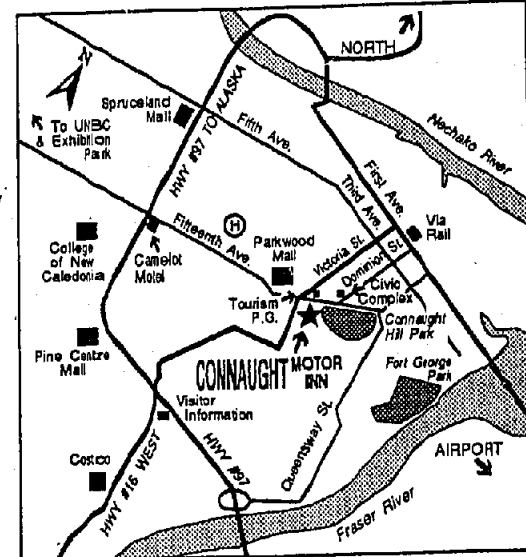 NORTH
N
Spruceland
Mall
To UNBC
& Exhibition
Park
HWY #97 TO ALASKA
Fifth Ave.
Nechako River
First Ave.
Third Ave.
Via
Rail
Fifteenth Ave.
H
College
of New
Caledonia
Camelot
Motel
Parkwood
Mall
Victoria St.
Dominion St.
Tourism
P.G.
Civic
Complex
Connaught
Hill Park
Pine Centre
Mall
CONNAUGHT MOTOR
INN
Fort George
Park
Visitor
Information
Queensway St.
Costco
HWY #16 WEST
HWY #97
AIRPORT
Fraser River